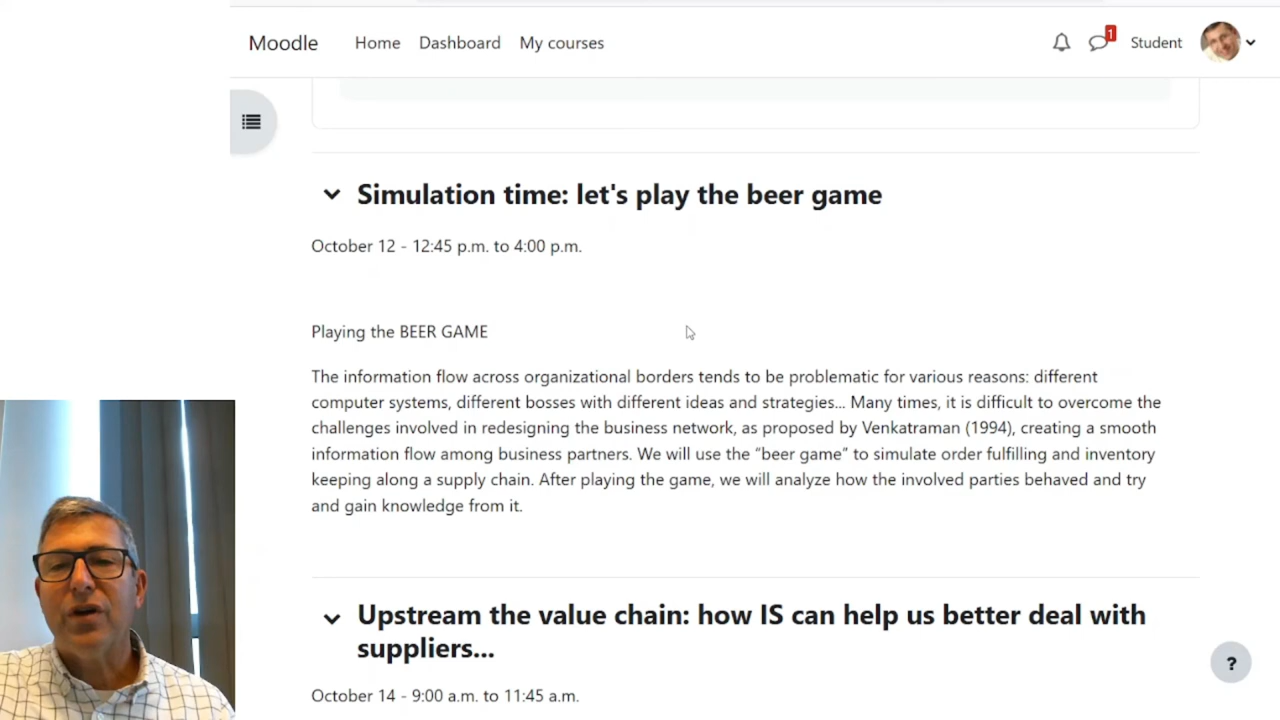 Moodle Home Dashboard My courses 1 Student
Simulation time: let's play the beer game
October 12 - 12:45 p.m. to 4:00 p.m.
Playing the BEER GAME
The information flow across organizational borders tends to be problematic for various reasons: different
computer systems, different bosses with different ideas and strategies... Many times, it is difficult to overcome the
challenges involved in redesigning the business network, as proposed by Venkatraman (1994), creating a smooth
information flow among business partners. We will use the "beer game" to simulate order fulfilling and inventory
keeping along a supply chain. After playing the game, we will analyze how the involved parties behaved and try
and gain knowledge from it.
Upstream the value chain: how IS can help us better deal with
suppliers...
October 14 - 9:00 a.m. to 11:45 a.m.
?